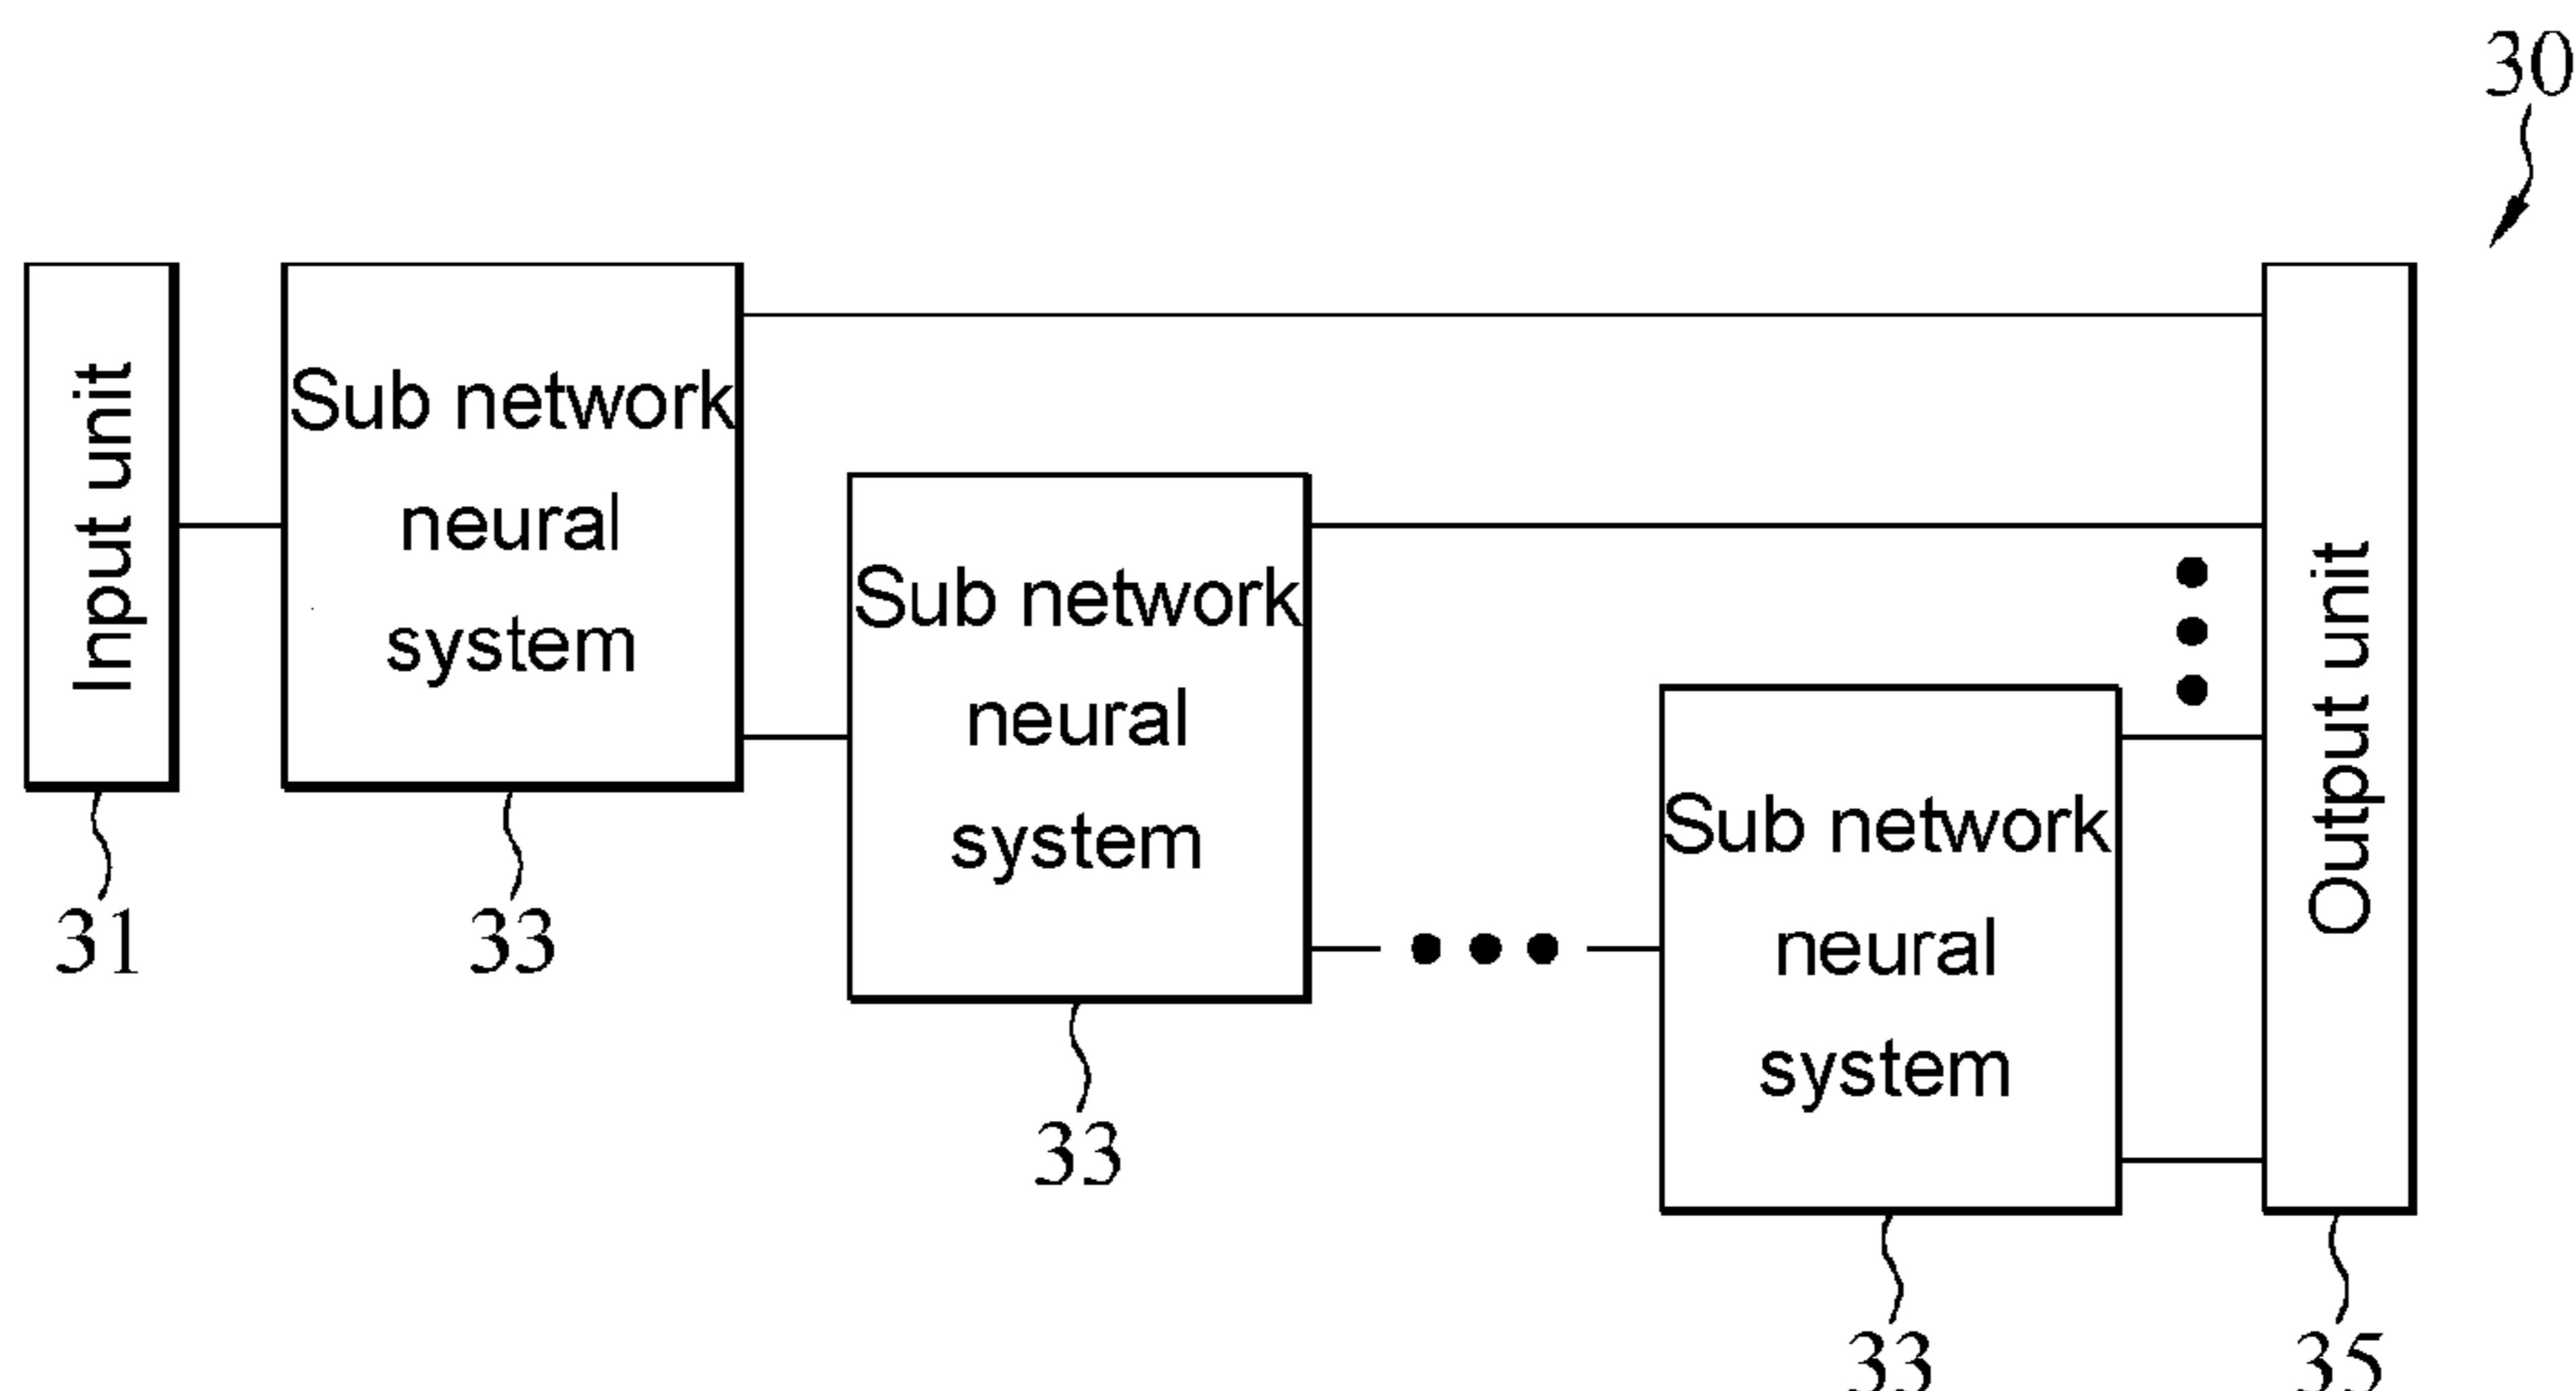 30
Input unit
Sub network
neural
system
Sub network
neural
system
Sub network
neural
system
Output unit
31
33
33
33
35